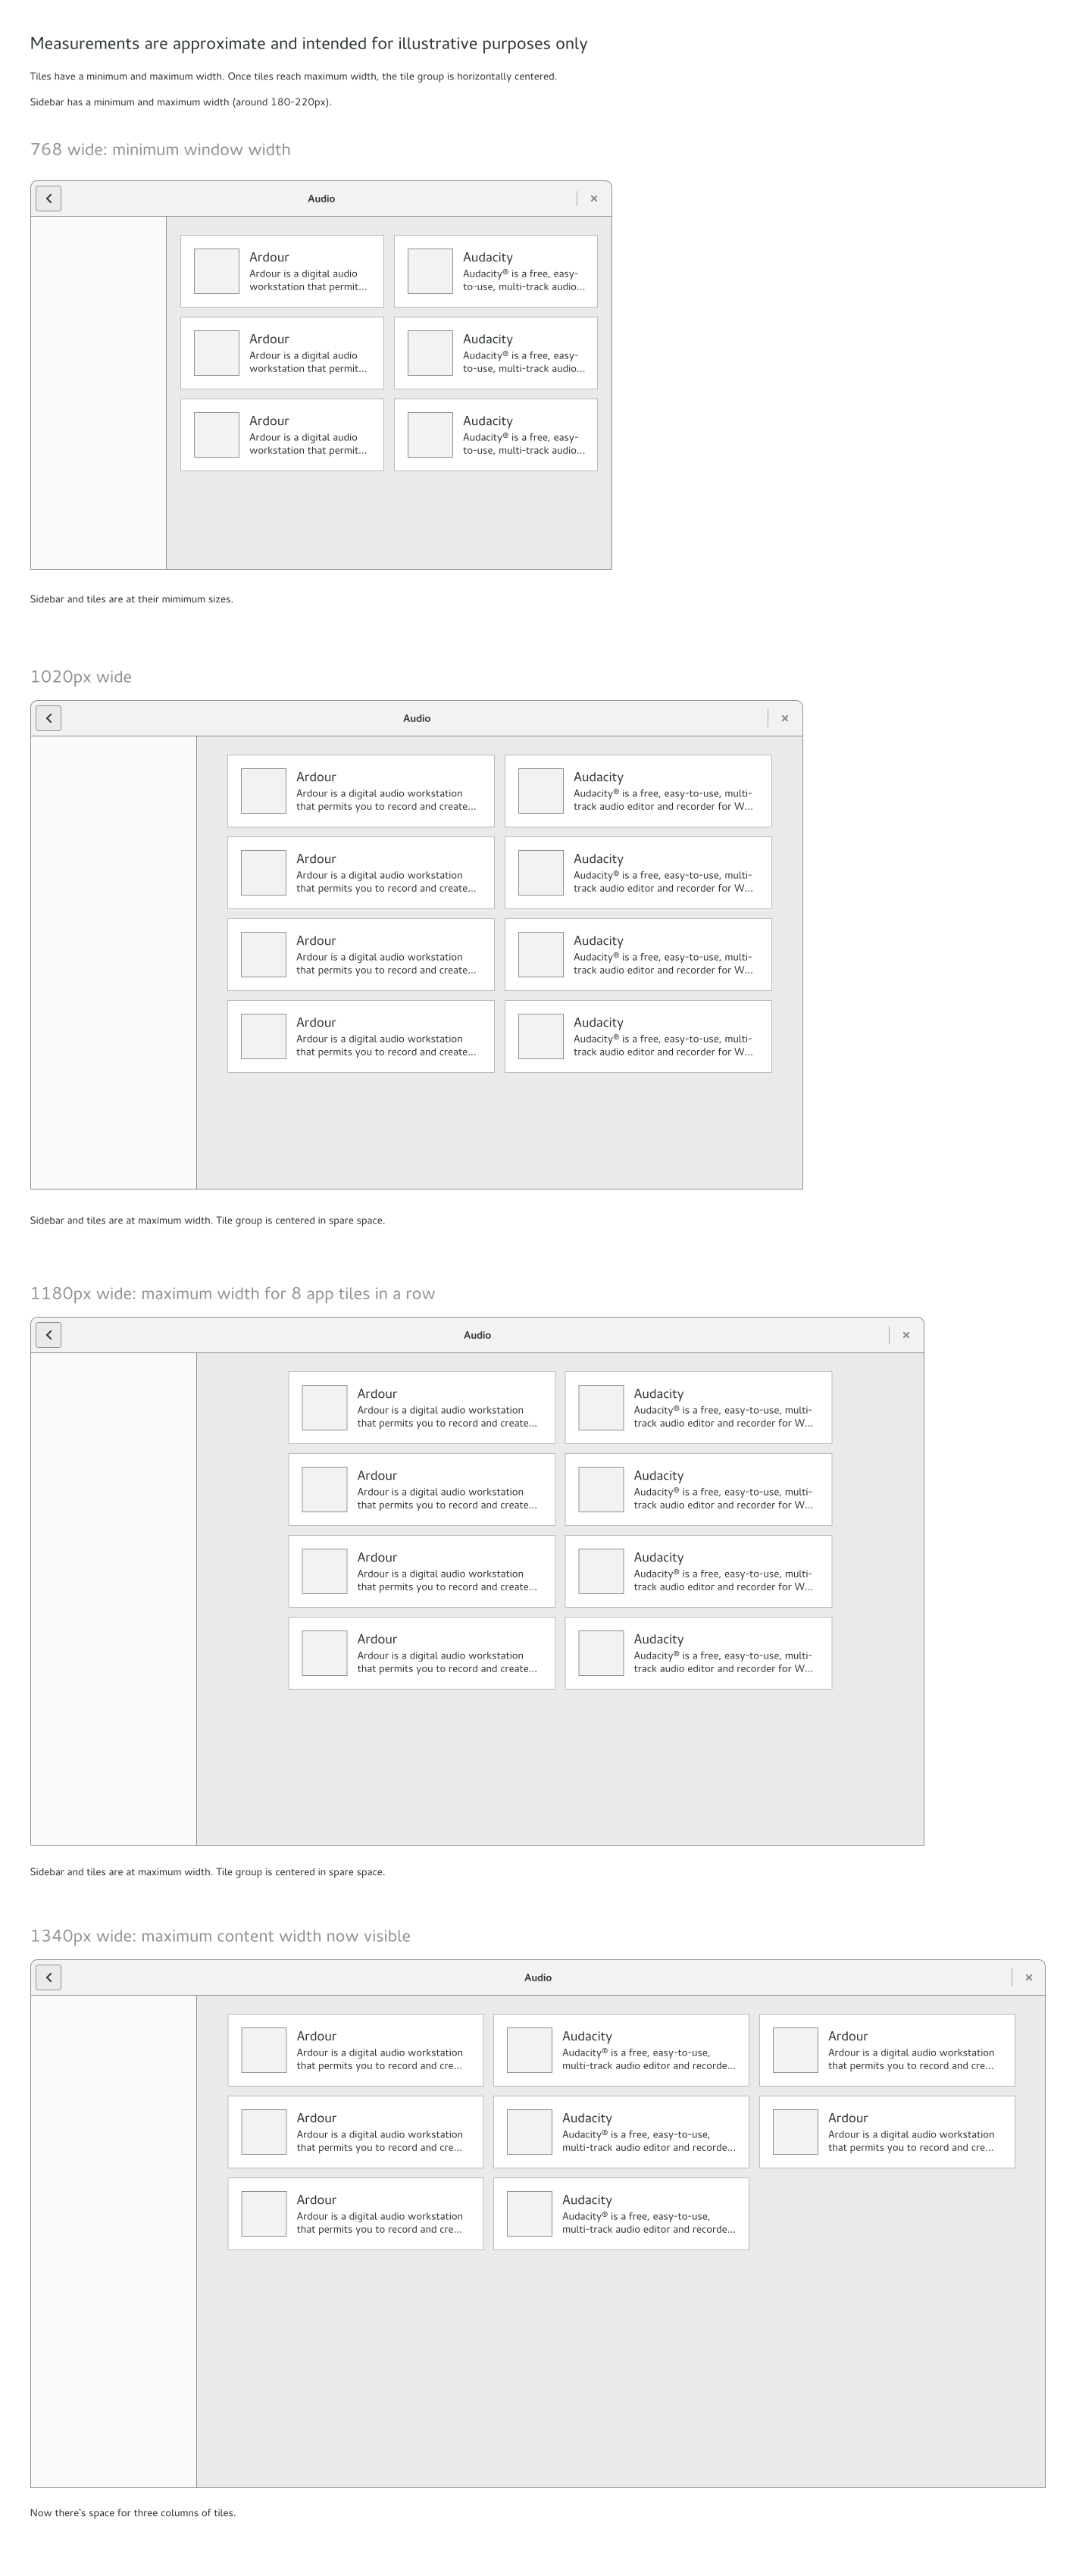 Measurements are approximate and intended for illustrative purposes only
Tiles have a minimum and maximum width. Once tiles reach maximum width, the tile group is horizontally centered.
Sidebar has a minimum and maximum width (around 180-220px).
768 wide: minimum window width
Audio
Ardour
Ardour is a digital audio
workstation that permit...
Audacity
Audacity® is a free, easy-
to-use, multi-track audio...
Ardour
Ardour is a digital audio
workstation that permit...
Audacity
Audacity® is a free, easy-
to-use, multi-track audio...
Ardour
Ardour is a digital audio
workstation that permit...
Audacity
Audacity® is a free, easy-
to-use, multi-track audio...
Sidebar and tiles are at their mimimum sizes.
1020px wide
Audio
Ardour
Ardour is a digital audio workstation
that permits you to record and create...
Audacity
Audacity® is a free, easy-to-use, multi-
track audio editor and recorder for W...
Ardour
Ardour is a digital audio workstation
that permits you to record and create...
Audacity
Audacity® is a free, easy-to-use, multi-
track audio editor and recorder for W...
Ardour
Ardour is a digital audio workstation
that permits you to record and create...
Audacity
Audacity® is a free, easy-to-use, multi-
track audio editor and recorder for W...
Ardour
Ardour is a digital audio workstation
that permits you to record and create...
Audacity
Audacity® is a free, easy-to-use, multi-
track audio editor and recorder for W...
Sidebar and tiles are at maximum width. Tile group is centered in spare space.
1180px wide: maximum width for 8 app tiles in a row
Audio
Ardour
Ardour is a digital audio workstation
that permits you to record and create...
Audacity
Audacity® is a free, easy-to-use, multi-
track audio editor and recorder for W...
Ardour
Ardour is a digital audio workstation
that permits you to record and create...
Audacity
Audacity® is a free, easy-to-use, multi-
track audio editor and recorder for W...
Ardour
Ardour is a digital audio workstation
that permits you to record and create...
Audacity
Audacity® is a free, easy-to-use, multi-
track audio editor and recorder for W...
Ardour
Ardour is a digital audio workstation
that permits you to record and create...
Audacity
Audacity® is a free, easy-to-use, multi-
track audio editor and recorder for W...
Sidebar and tiles are at maximum width. Tile group is centered in spare space.
1340px wide: maximum content width now visible
Audio
Ardour
Ardour is a digital audio workstation
that permits you to record and cre...
Audacity
Audacity® is a free, easy-to-use,
multi-track audio editor and recorde...
Ardour
Ardour is a digital audio workstation
that permits you to record and cre...
Ardour
Ardour is a digital audio workstation
that permits you to record and cre...
Audacity
Audacity® is a free, easy-to-use,
multi-track audio editor and recorde...
Ardour
Ardour is a digital audio workstation
that permits you to record and cre...
Ardour
Ardour is a digital audio workstation
that permits you to record and cre...
Audacity
Audacity® is a free, easy-to-use,
multi-track audio editor and recorde...
Now there's space for three columns of tiles.